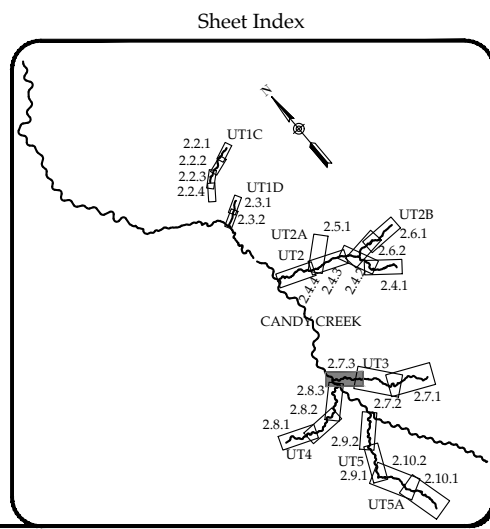 Sheet Index
N
2.2.1
UT1C
2.2.2
2.2.3
2.2.4
UT1D
2.3.1
2.3.2
UT2A
2.5.1
UT2B
2.6.1
2.6.2
UT2
2.4.4
2.4.3
2.4.2
2.4.1
CANDY CREEK
2.7.3
UT3
2.7.2
2.7.1
2.8.3
2.8.2
2.8.1
UT4
2.9.2
UT5
2.9.1
2.10.2
2.10.1
UT5A